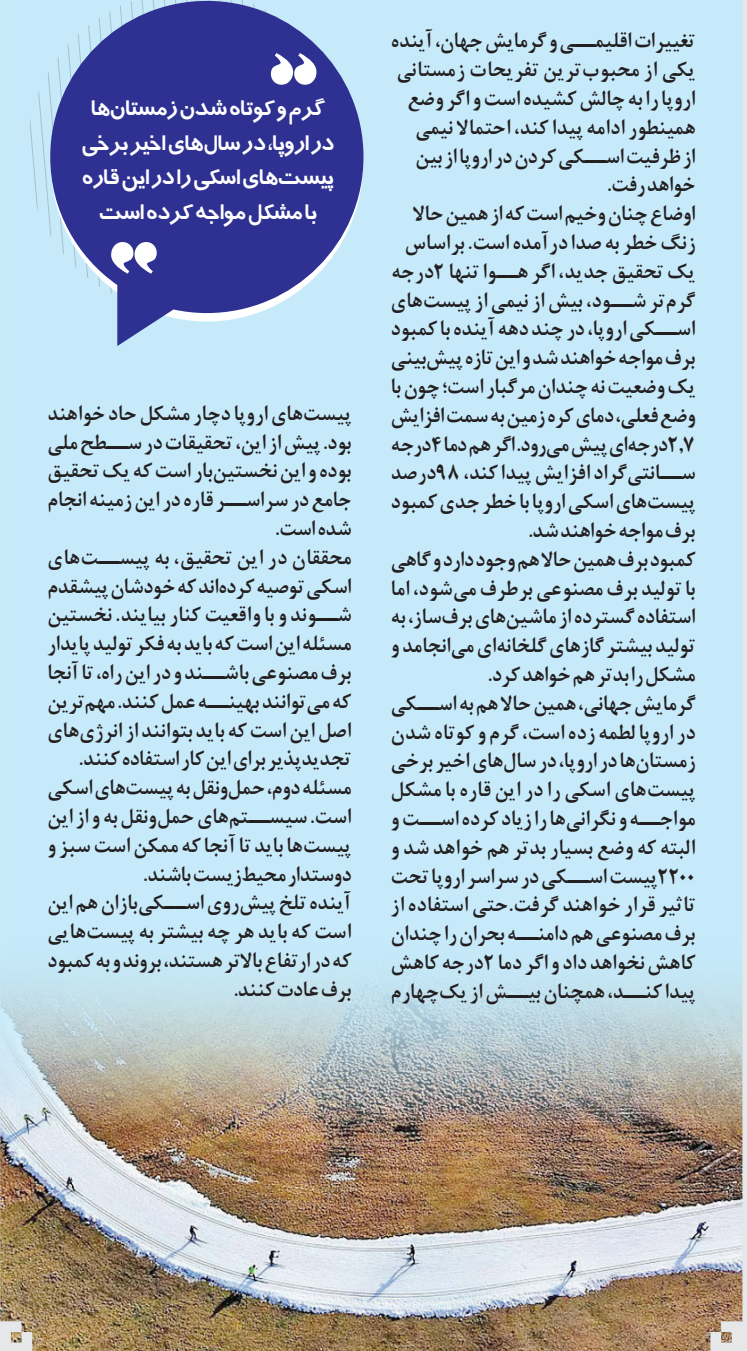 تغییرات اقلیمی و گرمایش جهان، آینده
یکی از محبوب‌ترین تفریحات زمستانی
اروپا را به چالش کشیده است و اگر وضع
همینطور ادامه پیدا کند، احتمالا نیمی
از ظرفیت اسکی کردن در اروپا از بین
خواهد رفت.
اوضاع چنان وخیم است که از همین حالا
زنگ خطر به صدا درآمده است. براساس
یک تحقیق جدید، اگر هوا تنها ۲درجه
گرم‌تر شود، بیش از نیمی از پیست‌های
اسکی اروپا، در چند دهه آینده با کمبود
برف مواجه خواهند شد و این تازه پیش‌بینی
یک وضعیت نه چندان مرگبار است؛ چون با
وضع فعلی، دمای کره زمین به سمت افزایش
۲٫۷درجه‌ای پیش می‌رود. اگر هم دما ۴درجه
سانتی‌گراد افزایش پیدا کند، ۹۸درصد
پیست‌های اسکی اروپا با خطر جدی کمبود
برف مواجه خواهند شد.
کمبود برف همین حالا هم وجود دارد و گاهی
با تولید برف مصنوعی برطرف می‌شود، اما
استفاده گسترده از ماشین‌های برف‌ساز، به
تولید بیشتر گازهای گلخانه‌ای می‌انجامد و
مشکل را بدتر هم خواهد کرد.
گرمایش جهانی، همین حالا هم به اسکی
در اروپا لطمه زده است، گرم و کوتاه شدن
زمستان‌ها در اروپا، در سال‌های اخیر برخی
پیست‌های اسکی را در این قاره با مشکل
مواجه و نگرانی‌ها را زیاد کرده است و
البته که وضع بسیار بدتر هم خواهد شد و
۲۲۰۰پیست اسکی در سراسر اروپا تحت
تاثیر قرار خواهند گرفت.حتی استفاده از
برف مصنوعی هم دامنه بحران را چندان
کاهش نخواهد داد و اگر دما ۲درجه کاهش
پیدا کند، همچنان بیش از یک‌چهارم
❝
گرم و کوتاه شدن زمستان‌ها
در اروپا، در سال‌های اخیر برخی
پیست‌های اسکی را در این قاره
با مشکل مواجه کرده است
❞
پیست‌های اروپا دچار مشکل حاد خواهند
بود. پیش از این، تحقیقات در سطح ملی
بوده و این نخستین‌بار است که یک تحقیق
جامع در سراسر قاره در این زمینه انجام
شده است.
محققان در این تحقیق، به پیست‌های
اسکی توصیه کرده‌اند که خودشان پیشقدم
شوند و با واقعیت کنار بیایند. نخستین
مسئله این است که باید به فکر تولید پایدار
برف مصنوعی باشند و در این راه، تا آنجا
که می‌توانند بهینه عمل کنند. مهم‌ترین
اصل این است که باید بتوانند از انرژی‌های
تجدیدپذیر برای این کار استفاده کنند.
مسئله دوم، حمل‌ونقل به پیست‌های اسکی
است. سیستم‌های حمل‌ونقل به و از این
پیست‌ها باید تا آنجا که ممکن است سبز و
دوستدار محیط‌زیست باشند.
آینده تلخ پیش‌روی اسکی‌بازان هم این
است که باید هر چه بیشتر به پیست‌هایی
که در ارتفاع بالاتر هستند، بروند و به کمبود
برف عادت کنند.